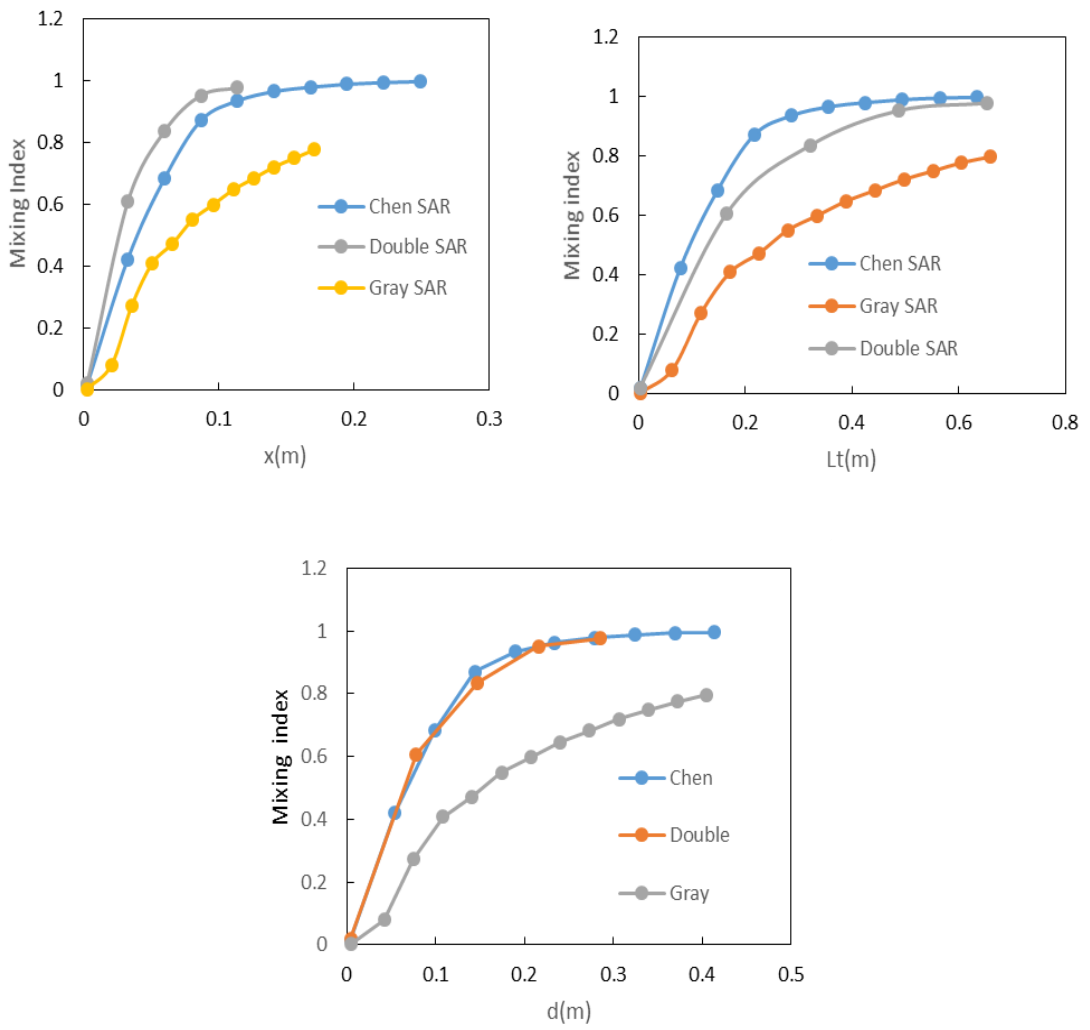 1.2
1
0.8
0.6
0.4
0.2
0
Mixing Index
0 0.1 0.2 0.3
x(m)
Chen SAR
Double SAR
Gray SAR
1.2
1
0.8
0.6
0.4
0.2
0
Mixing index
0 0.2 0.4 0.6 0.8
Lt(m)
Chen SAR
Gray SAR
Double SAR
1.2
1
0.8
0.6
0.4
0.2
0
Mixing index
0 0.1 0.2 0.3 0.4 0.5
d(m)
Chen
Double
Gray